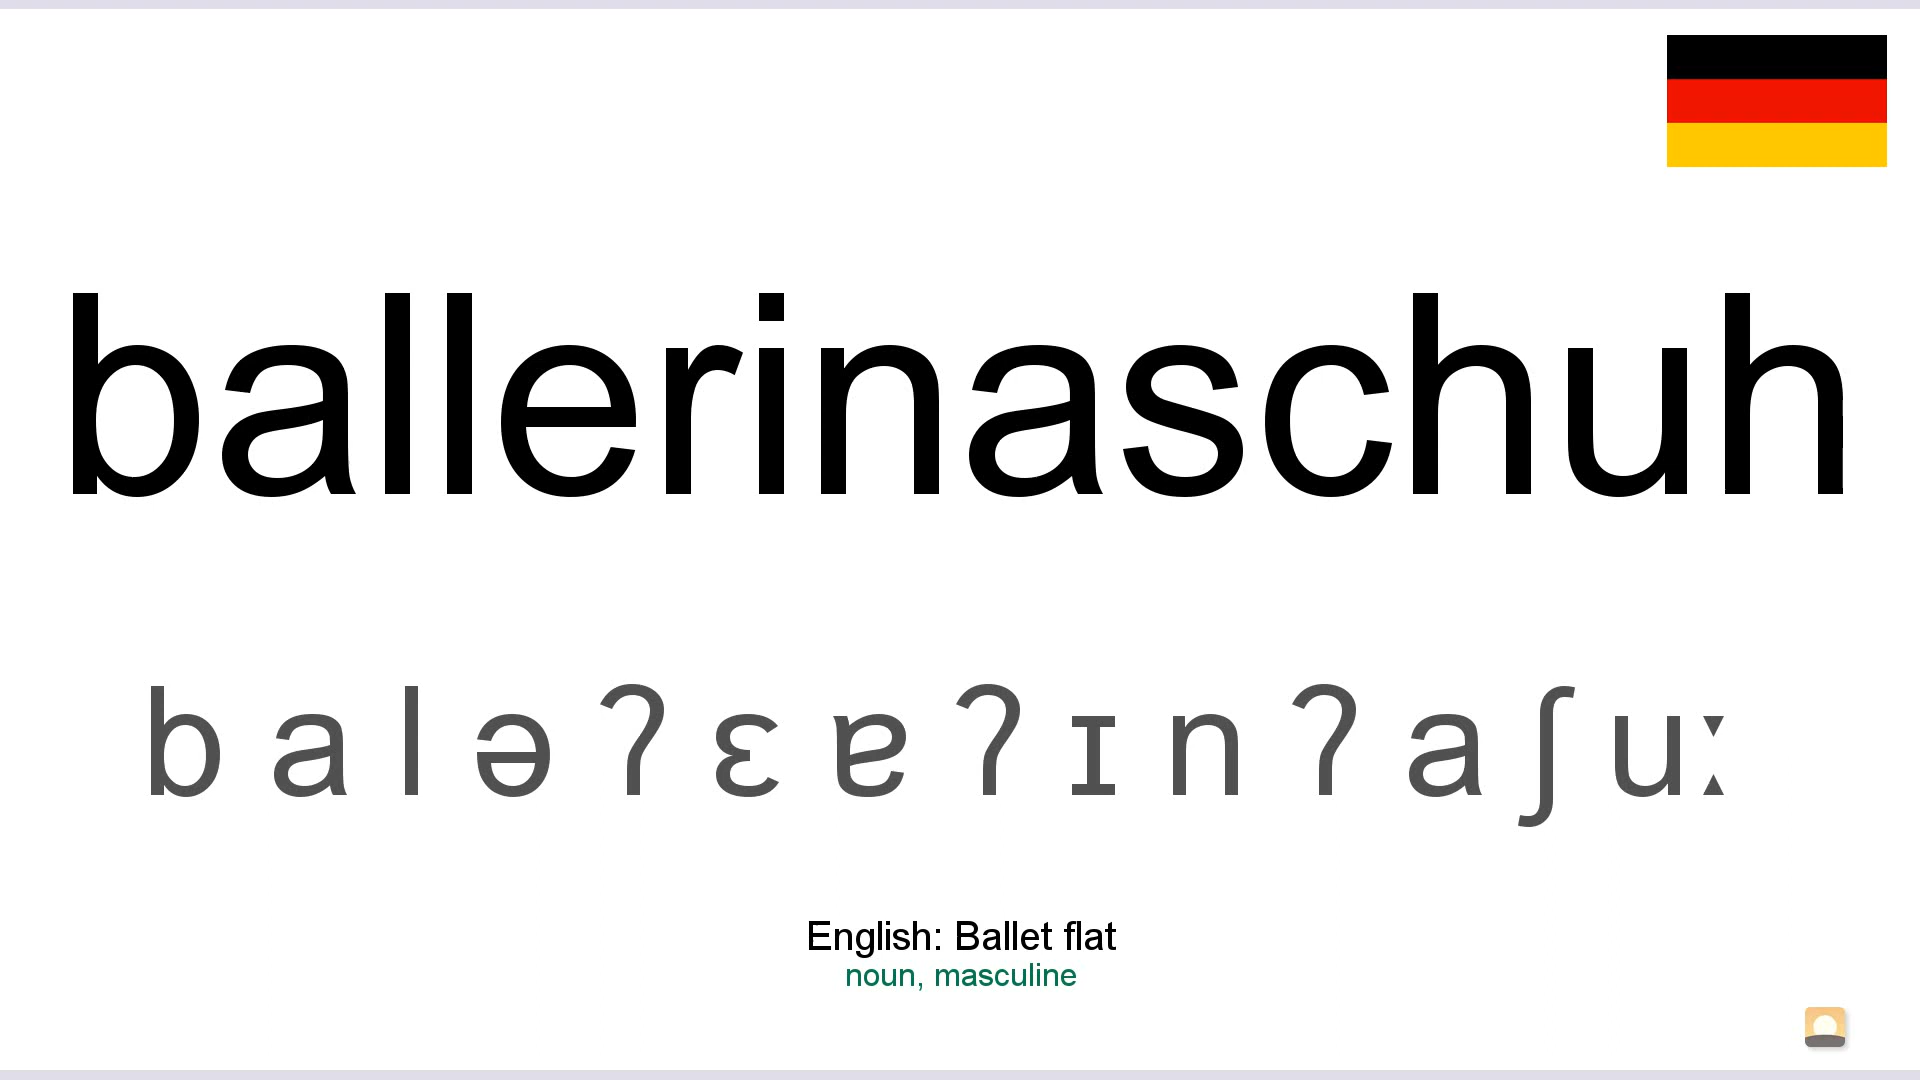 ballerinaschuh
b a l ə ʔ ɛ ɐ ʔ ɪ n ʔ a ʃ uː
English: Ballet flat
noun, masculine